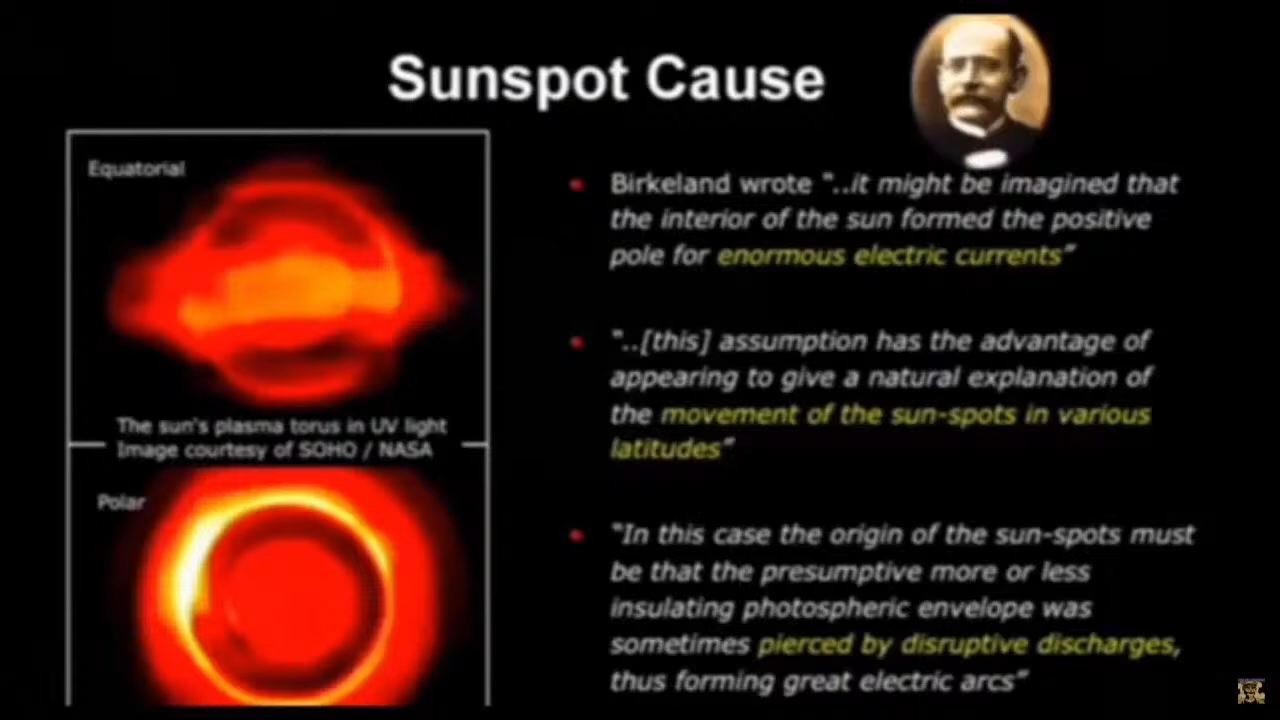 Sunspot Cause
Equatorial
The sun's plasma torus in UV light
Image courtesy of SOHO / NASA
Polar
Birkeland wrote "..it might be imagined that
the interior of the sun formed the positive
pole for enormous electric currents"
"..[this] assumption has the advantage of
appearing to give a natural explanation of
the movement of the sun-spots in various
latitudes"
"In this case the origin of the sun-spots must
be that the presumptive more or less
insulating photospheric envelope was
sometimes pierced by disruptive discharges,
thus forming great electric arcs"